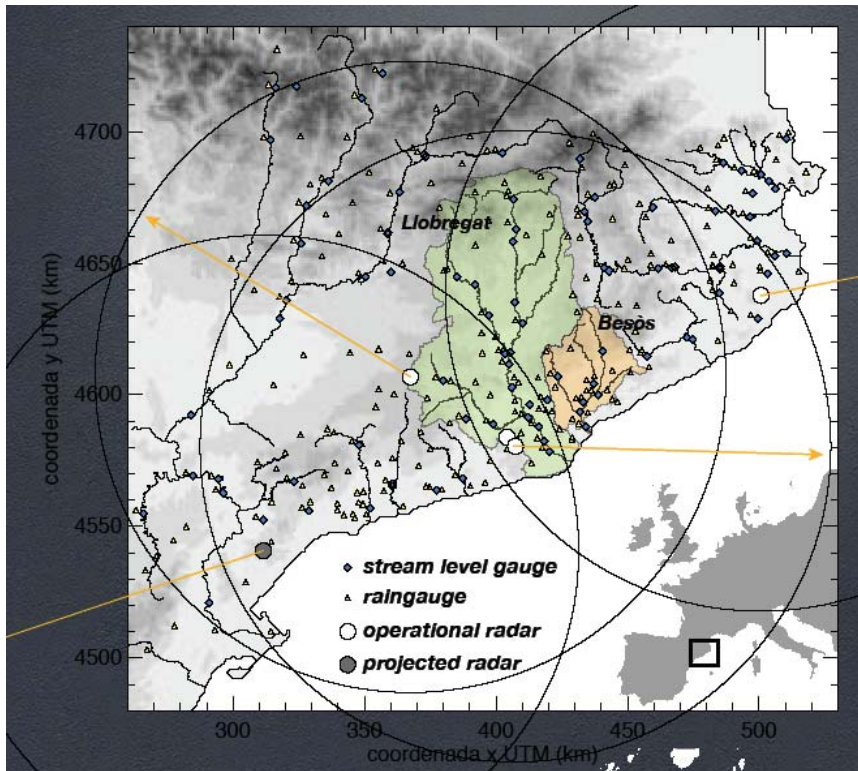 4700
4650
4600
4550
4500
coordenada y UTM (km)
Llobregat
Besòs
stream level gauge
raingauge
operational radar
projected radar
300
350
400
450
500
coordenada x UTM (km)